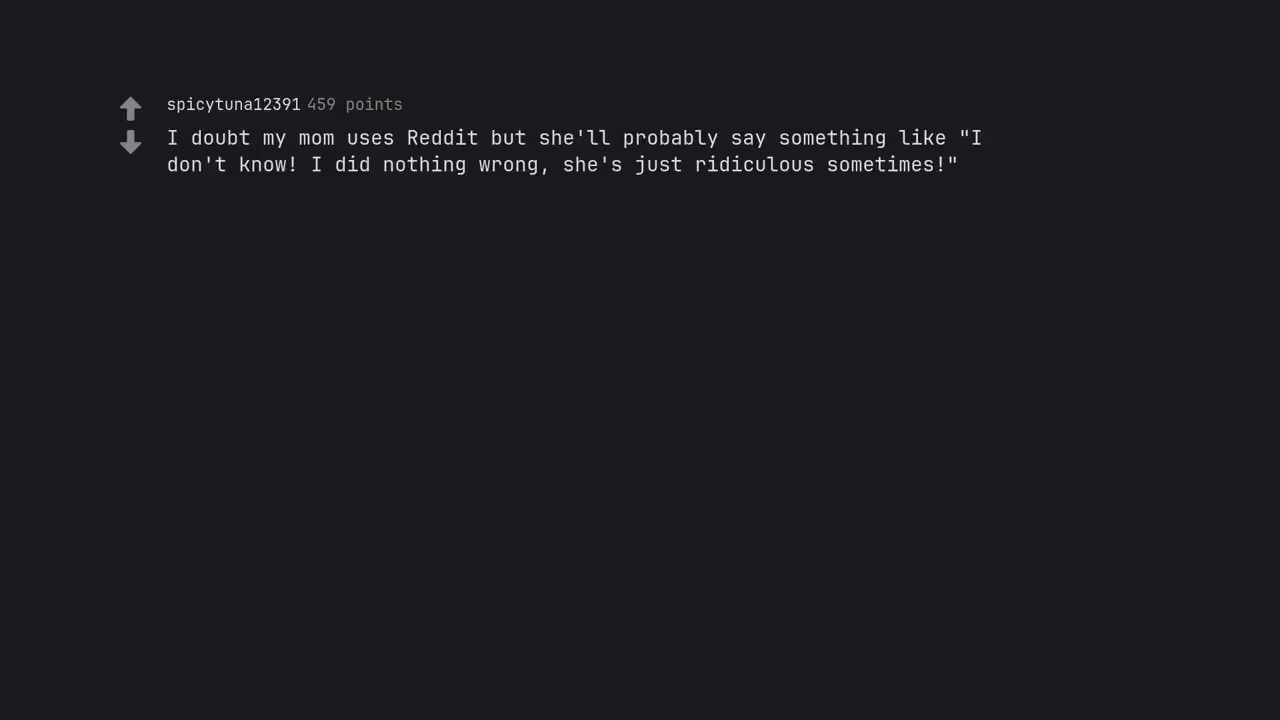 spicytuna12391 459 points
I doubt my mom uses Reddit but she'll probably say something like "I
don't know! I did nothing wrong, she's just ridiculous sometimes!"